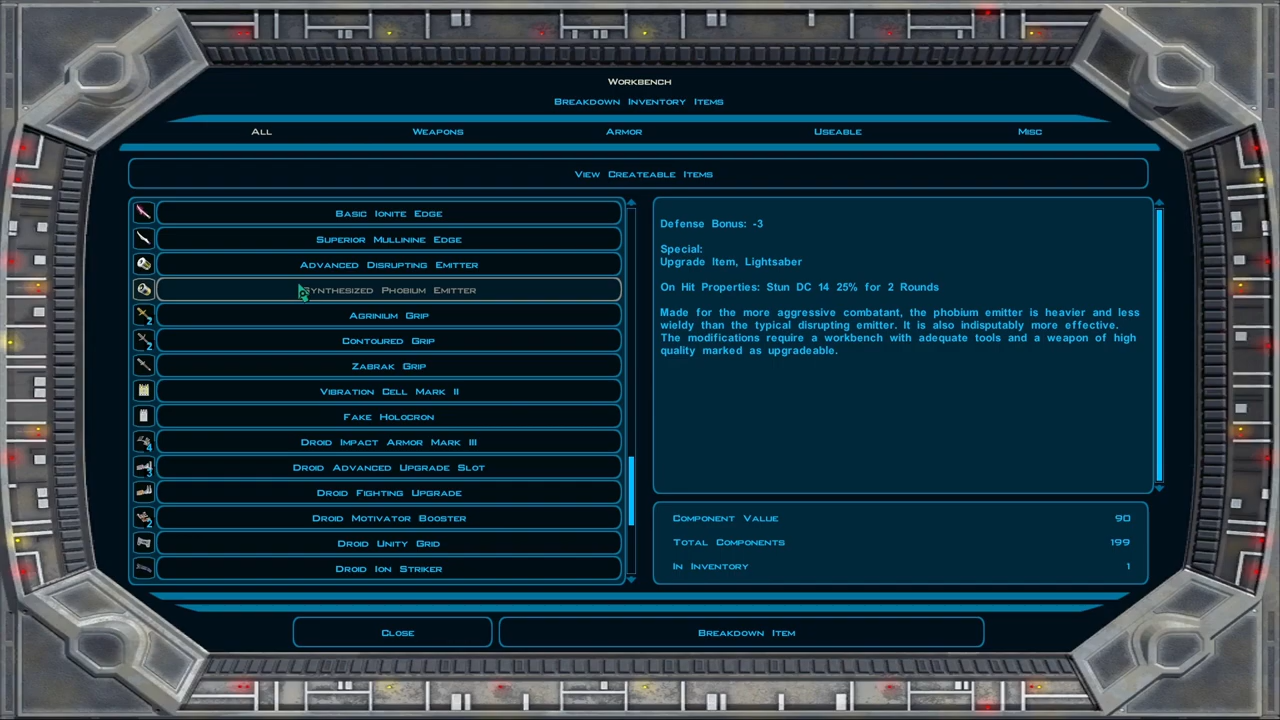 Workbench
Breakdown Inventory Items
All Weapons Armor Useable Misc
View Createable Items
Basic Ionite Edge
Superior Mullinine Edge
Advanced Disrupting Emitter
Synthesized Phobium Emitter
2 Agrinium Grip
2 Contoured Grip
Zabrak Grip
Vibration Cell Mark II
Fake Holocron
4 Droid Impact Armor Mark III
3 Droid Advanced Upgrade Slot
Droid Fighting Upgrade
2 Droid Motivator Booster
Droid Unity Grid
Droid Ion Striker
Defense Bonus: -3
Special:
Upgrade Item, Lightsaber
On Hit Properties: Stun DC 14 25% for 2 Rounds
Made for the more aggressive combatant, the phobium emitter is heavier and less
wieldy than the typical disrupting emitter. It is also indisputably more effective.
The modifications require a workbench with adequate tools and a weapon of high
quality marked as upgradeable.
Component Value 90
Total Components 199
In Inventory 1
Close Breakdown Item